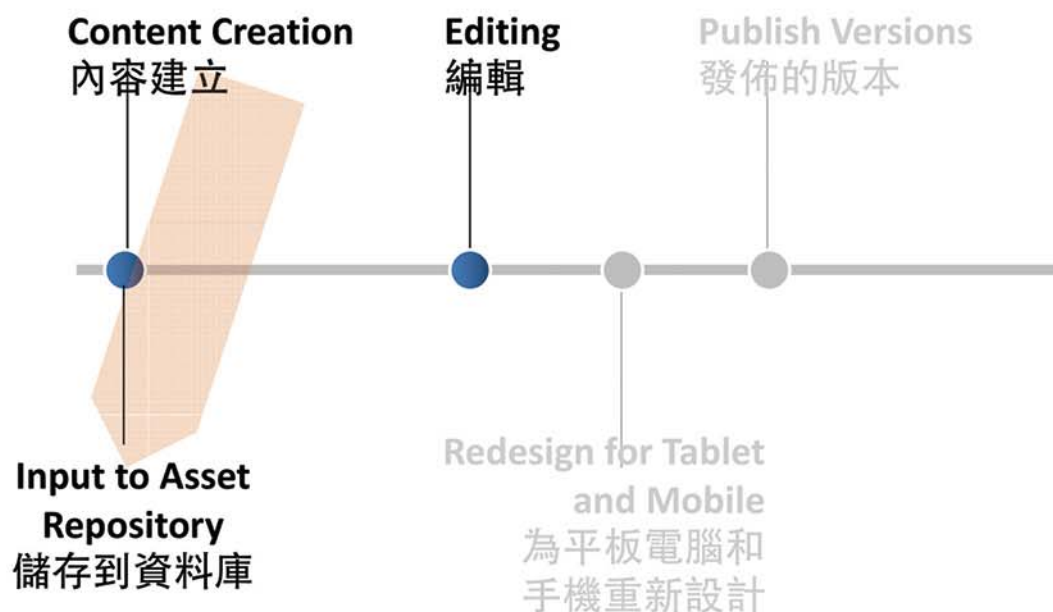 Content Creation
內容建立
Editing
編輯
Publish Versions
發佈的版本
Input to Asset
Repository
儲存到資料庫
Redesign for Tablet
and Mobile
為平板電腦和
手機重新設計